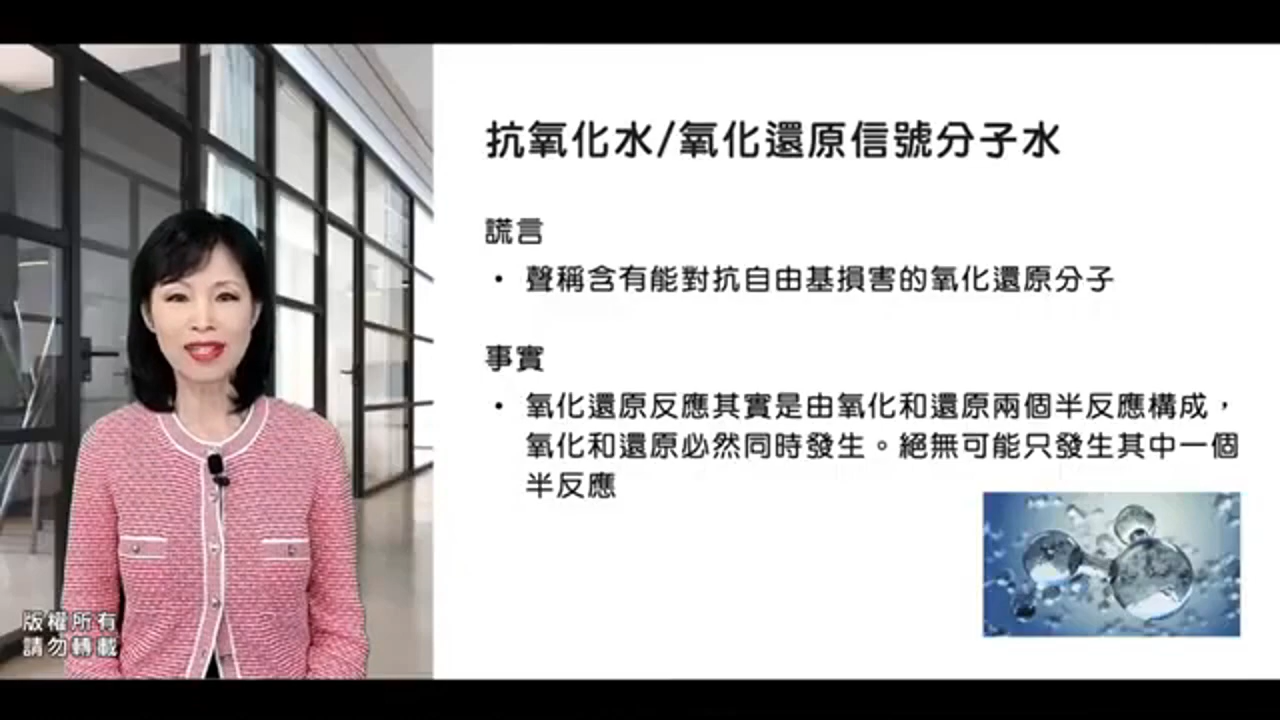 抗氧化水/氧化還原信號分子水
謊言
• 聲稱含有能對抗自由基損害的氧化還原分子
事實
• 氧化還原反應其實是由氧化和還原兩個半反應構成，
氧化和還原必然同時發生。絕無可能只發生其中一個
半反應
版權所有
請勿轉載